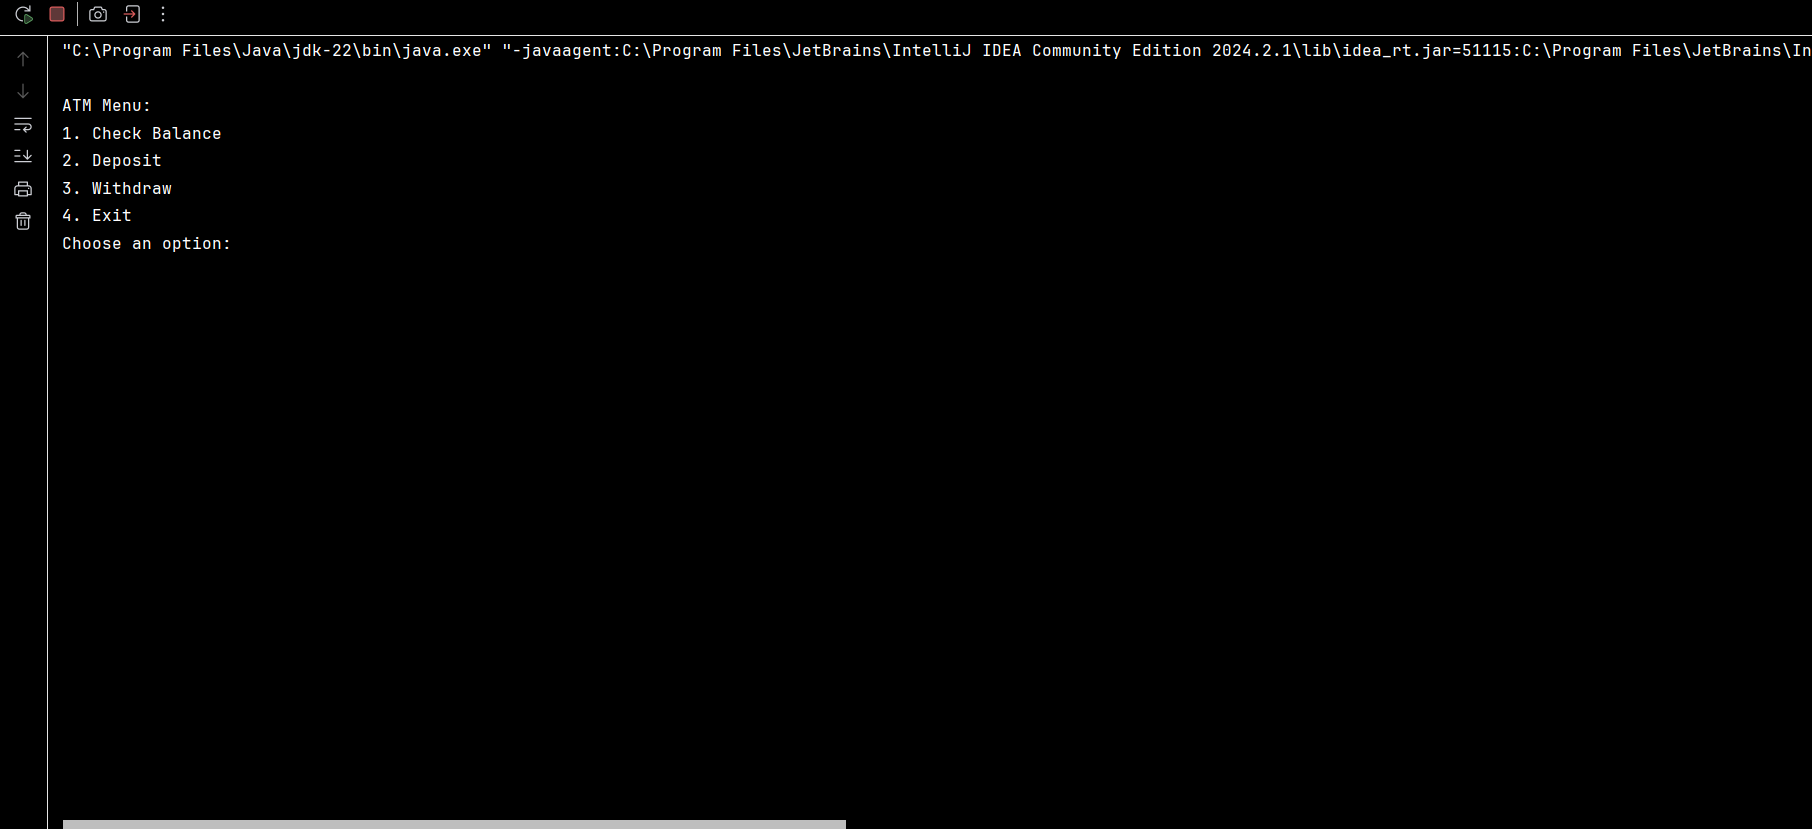 "C:\Program Files\Java\jdk-22\bin\java.exe" "-javaagent:C:\Program Files\JetBrains\IntelliJ IDEA Community Edition 2024.2.1\lib\idea_rt.jar=51115:C:\Program Files\JetBrains\In
ATM Menu:
1. Check Balance
2. Deposit
3. Withdraw
4. Exit
Choose an option: